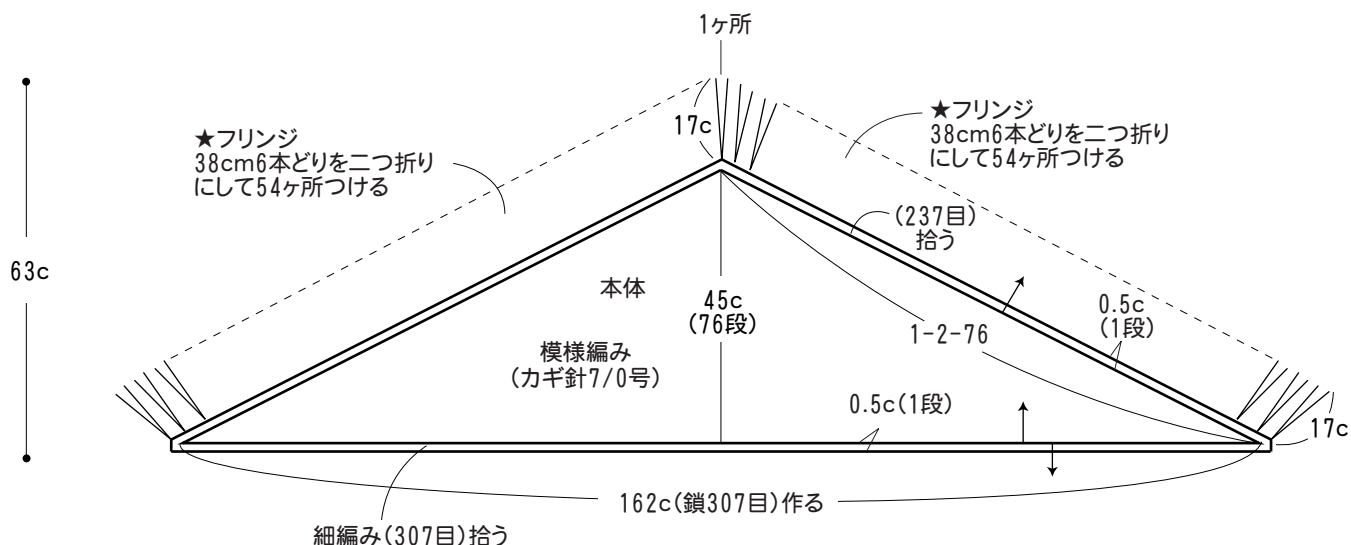 1ヶ所
★フリンジ
38cm6本どりを二つ折り
にして54ヶ所つける
17c
★フリンジ
38cm6本どりを二つ折り
にして54ヶ所つける
(237目)
拾う
63c
本体
45c
(76段)
0.5c
(1段)
1-2-76
模様編み
(カギ針7/0号)
0.5c(1段)
17c
162c(鎖307目)作る
細編み(307目)拾う